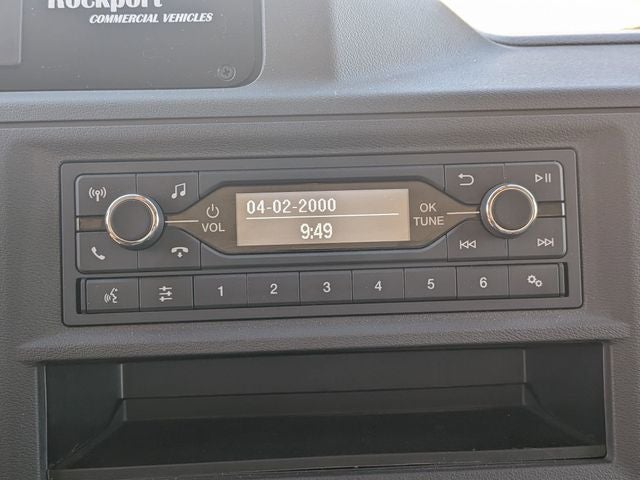 Rockport
COMMERCIAL VEHICLES
04-02-2000
9:49
VOL
OK
TUNE
1 2 3 4 5 6